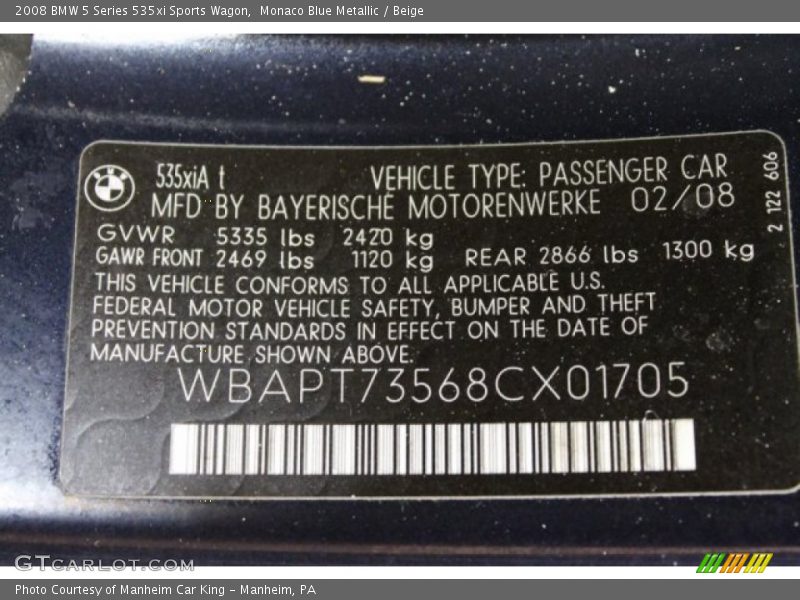 2008 BMW 5 Series 535xi Sports Wagon, Monaco Blue Metallic / Beige
BMW
535xiA t VEHICLE TYPE: PASSENGER CAR
MFD BY BAYERISCHE MOTORENWERKE 02/08
2 122 606
GVWR 5335 lbs 2420 kg
GAWR FRONT 2469 lbs 1120 kg REAR 2866 lbs 1300 kg
THIS VEHICLE CONFORMS TO ALL APPLICABLE U.S.
FEDERAL MOTOR VEHICLE SAFETY, BUMPER AND THEFT
PREVENTION STANDARDS IN EFFECT ON THE DATE OF
MANUFACTURE SHOWN ABOVE.
WBAPT73568CX01705
GTCARLOT.COM
Photo Courtesy of Manheim Car King - Manheim, PA